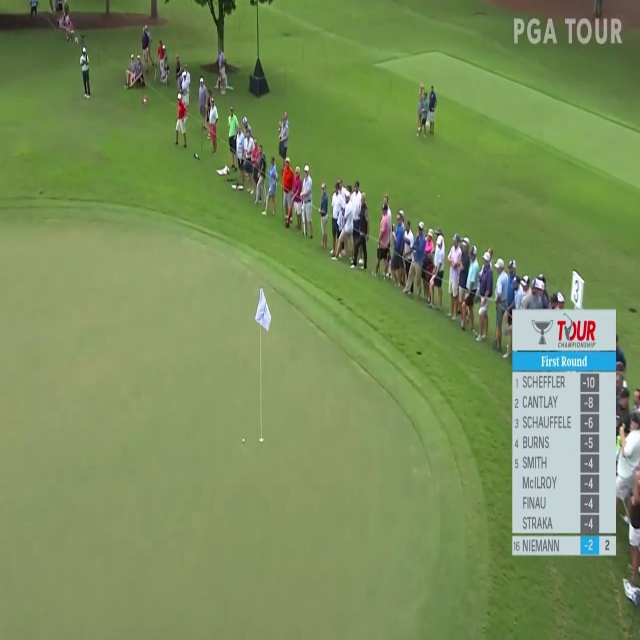 PGA TOUR
3
TOUR
CHAMPIONSHIP
First Round
1 SCHEFFLER -10
2 CANTLAY -8
3 SCHAUFFELE -6
4 BURNS -5
5 SMITH -4
McILROY -4
FINAU -4
STRAKA -4
16 NIEMANN -2 2